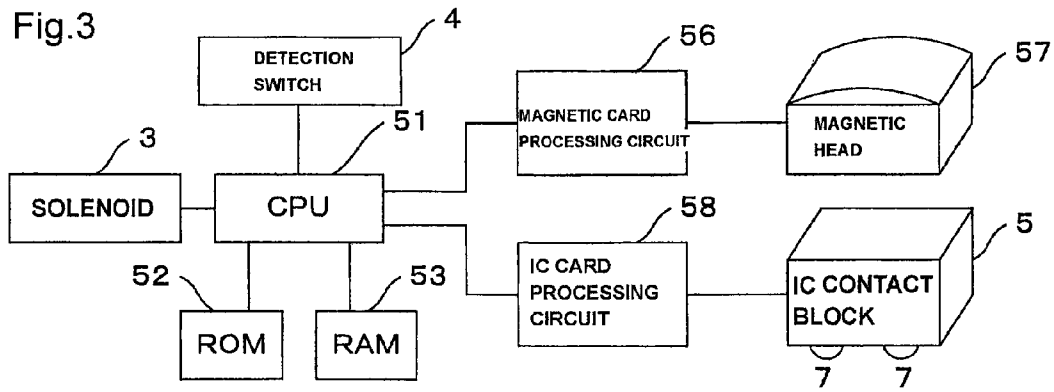 Fig.3
4
DETECTION
SWITCH
56
57
MAGNETIC CARD
PROCESSING CIRCUIT
MAGNETIC
HEAD
3
51
SOLENOID
CPU
58
5
IC CARD
PROCESSING
CIRCUIT
IC CONTACT
BLOCK
52
53
ROM
RAM
7
7